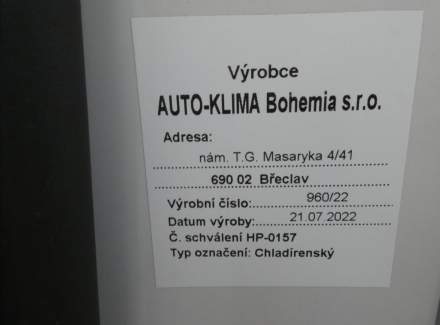 Výrobce
AUTO-KLIMA Bohemia s.r.o.
Adresa:
nám. T.G. Masaryka 4/41
690 02 Břeclav
Výrobní číslo: 960/22
Datum výroby: 21.07.2022
Č. schválení HP-0157
Typ označení: Chladírenský